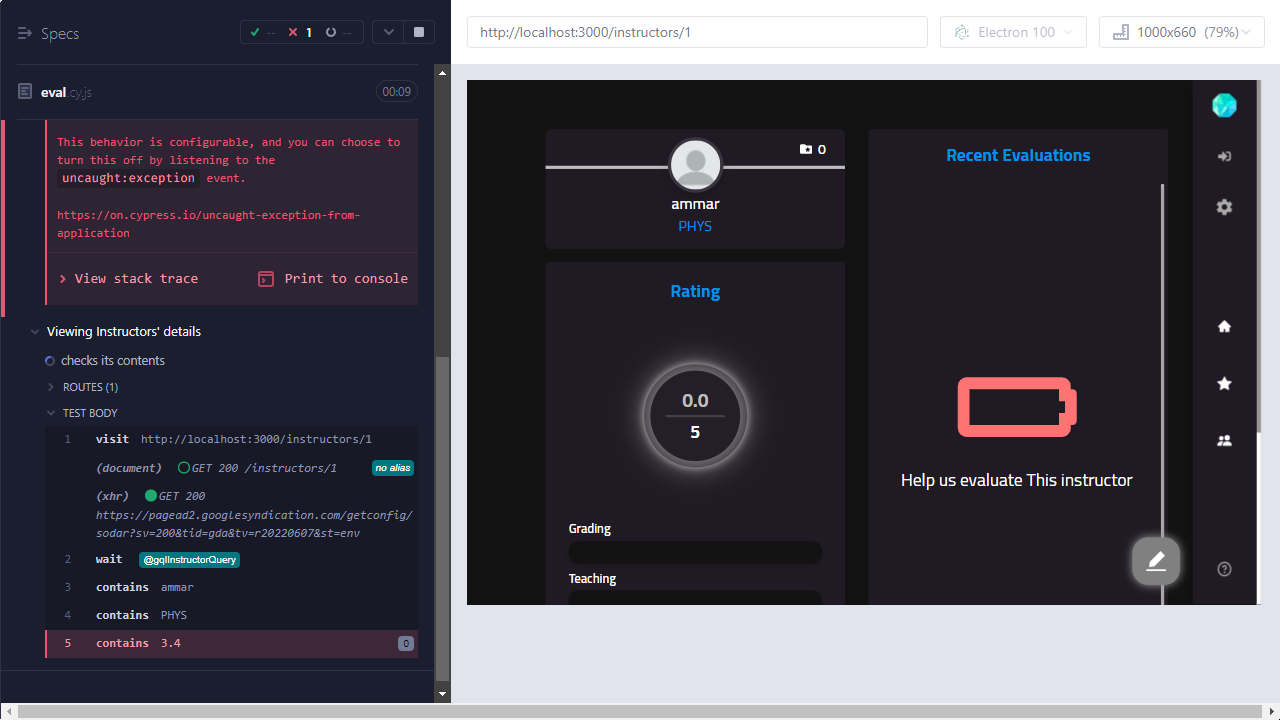 Specs
-- 1 --
http://localhost:3000/instructors/1
Electron 100
1000x660 (79%)
eval.cy.js
00:09
This behavior is configurable, and you can choose to
turn this off by listening to the
uncaught:exception event.
https://on.cypress.io/uncaught-exception-from-
application
View stack trace
Print to console
Viewing Instructors' details
checks its contents
ROUTES (1)
TEST BODY
1 visit http://localhost:3000/instructors/1
(document) GET 200 /instructors/1 no alias
(xhr) GET 200
https://pagead2.googlesyndication.com/getconfig/
sodar?sv=200&tid=gda&tv=r20220607&st=env
2 wait @gqlInstructorQuery
3 contains ammar
4 contains PHYS
5 contains 3.4 0
0
ammar
PHYS
Rating
0.0
5
Grading
Teaching
Recent Evaluations
Help us evaluate This instructor